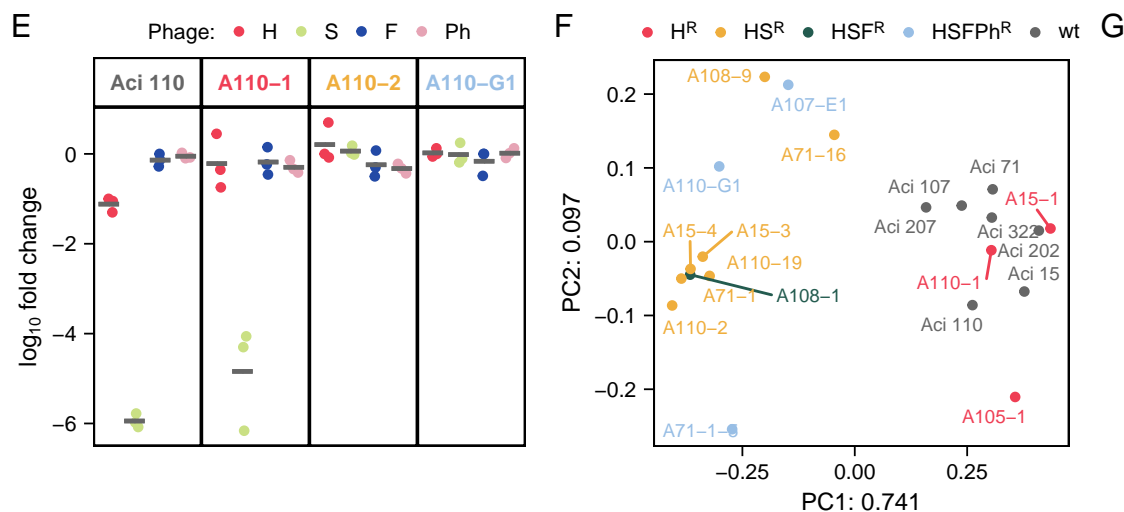 E
Phage: H S F Ph
Aci 110 A110−1 A110−2 A110−G1
0
−2
−4
−6
log10 fold change
F
HR HSR HSFR HSFPhR wt
G
0.2
0.1
0.0
−0.1
−0.2
PC2: 0.097
A108−9
A107−E1
A71−16
A110−G1
Aci 71
Aci 107
A15−1
Aci 207
Aci 322
A15−4 A15−3
Aci 202
A110−19
Aci 15
A110−1
A71−1
A108−1
A110−2
Aci 110
A105−1
A71−1−3
−0.25 0.00 0.25
PC1: 0.741